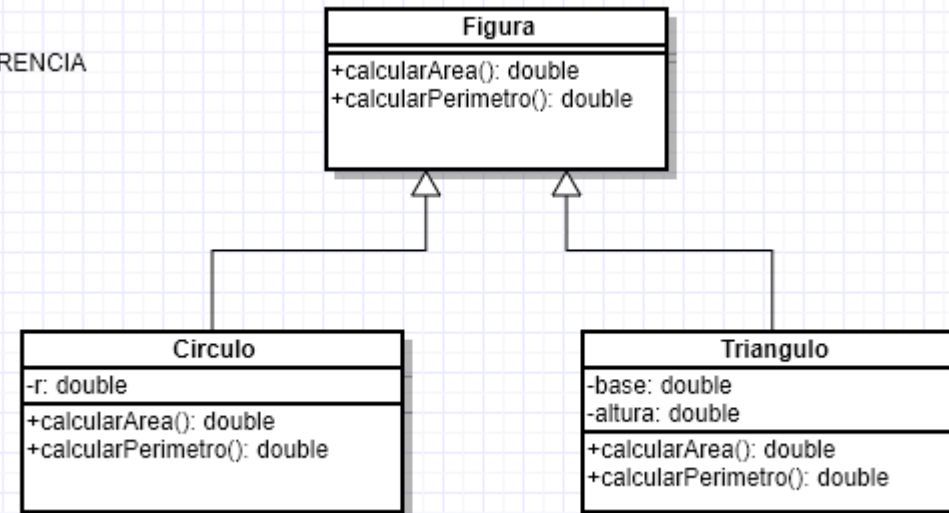 Figura
RENCIA
+calcularArea(): double
+calcularPerimetro(): double
Circulo
-r: double
+calcularArea(): double
+calcularPerimetro(): double
Triangulo
-base: double
-altura: double
+calcularArea(): double
+calcularPerimetro(): double